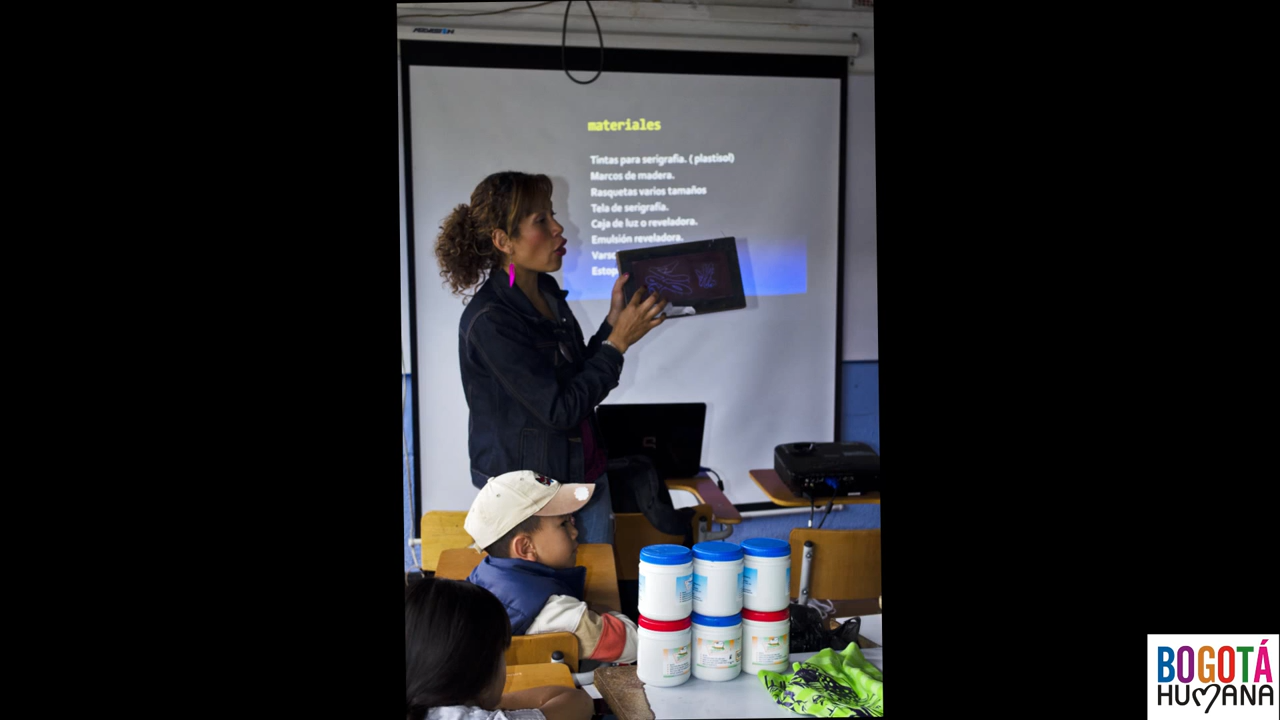 materiales
Tintas para serigrafia. ( plastisol)
Marcos de madera.
Rasquetas varios tamaños
Tela de serigrafía.
Caja de luz o reveladora.
Emulsión reveladora.
BOGOTÁ
HUMANA